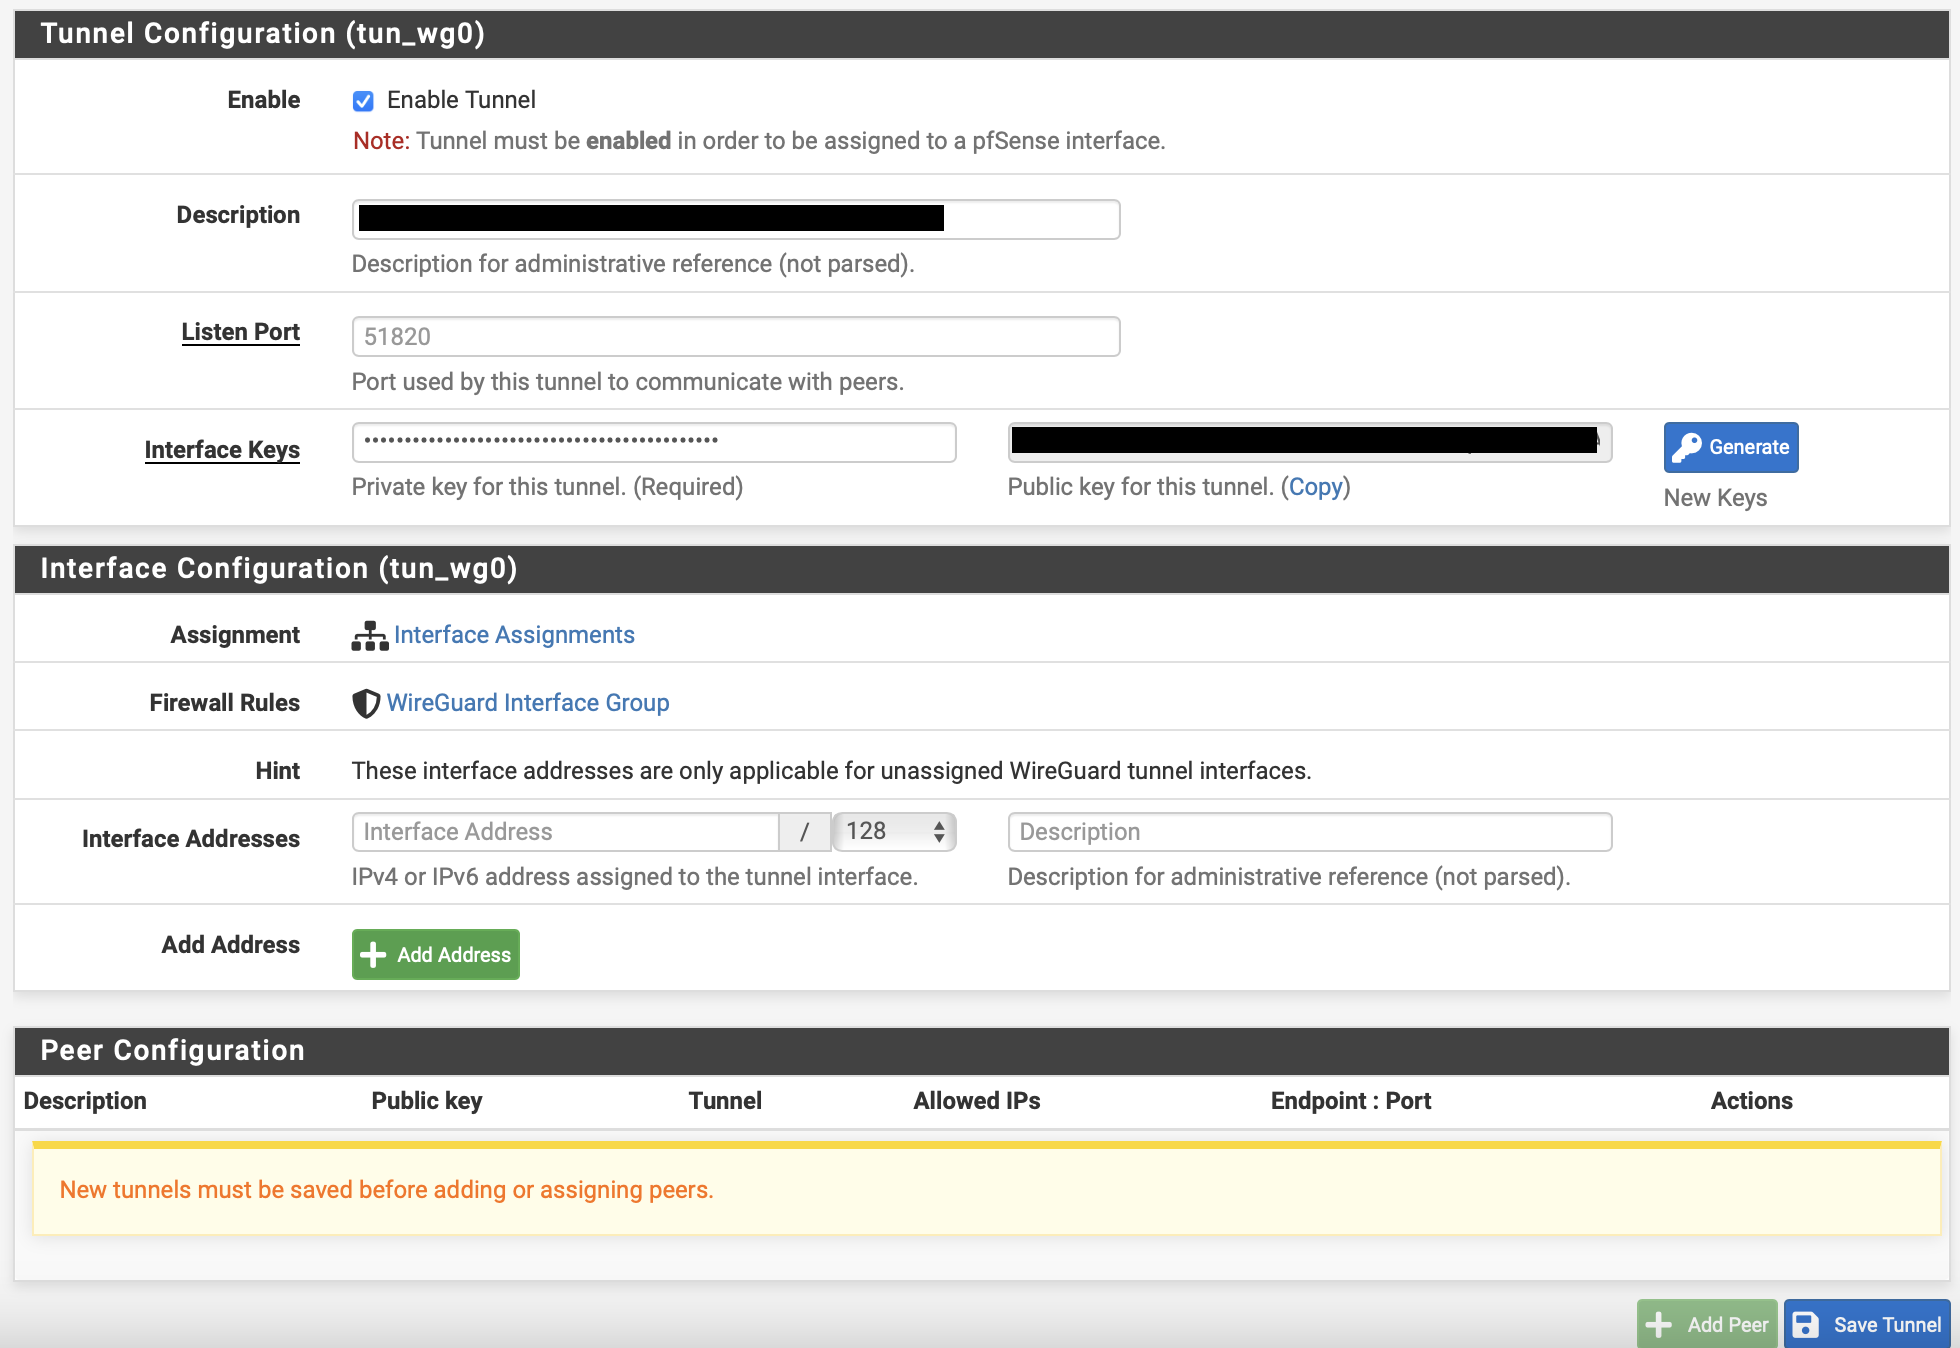 Tunnel Configuration (tun_wg0)
Enable
Enable Tunnel
Note: Tunnel must be enabled in order to be assigned to a pfSense interface.
Description
Description for administrative reference (not parsed).
Listen Port
51820
Port used by this tunnel to communicate with peers.
Interface Keys
Private key for this tunnel. (Required)
Public key for this tunnel. (Copy)
Generate
New Keys
Interface Configuration (tun_wg0)
Assignment
Interface Assignments
Firewall Rules
WireGuard Interface Group
Hint
These interface addresses are only applicable for unassigned WireGuard tunnel interfaces.
Interface Addresses
Interface Address / 128
Description
IPv4 or IPv6 address assigned to the tunnel interface.
Description for administrative reference (not parsed).
Add Address
Add Address
Peer Configuration
Description Public key Tunnel Allowed IPs Endpoint : Port Actions
New tunnels must be saved before adding or assigning peers.
Add Peer
Save Tunnel